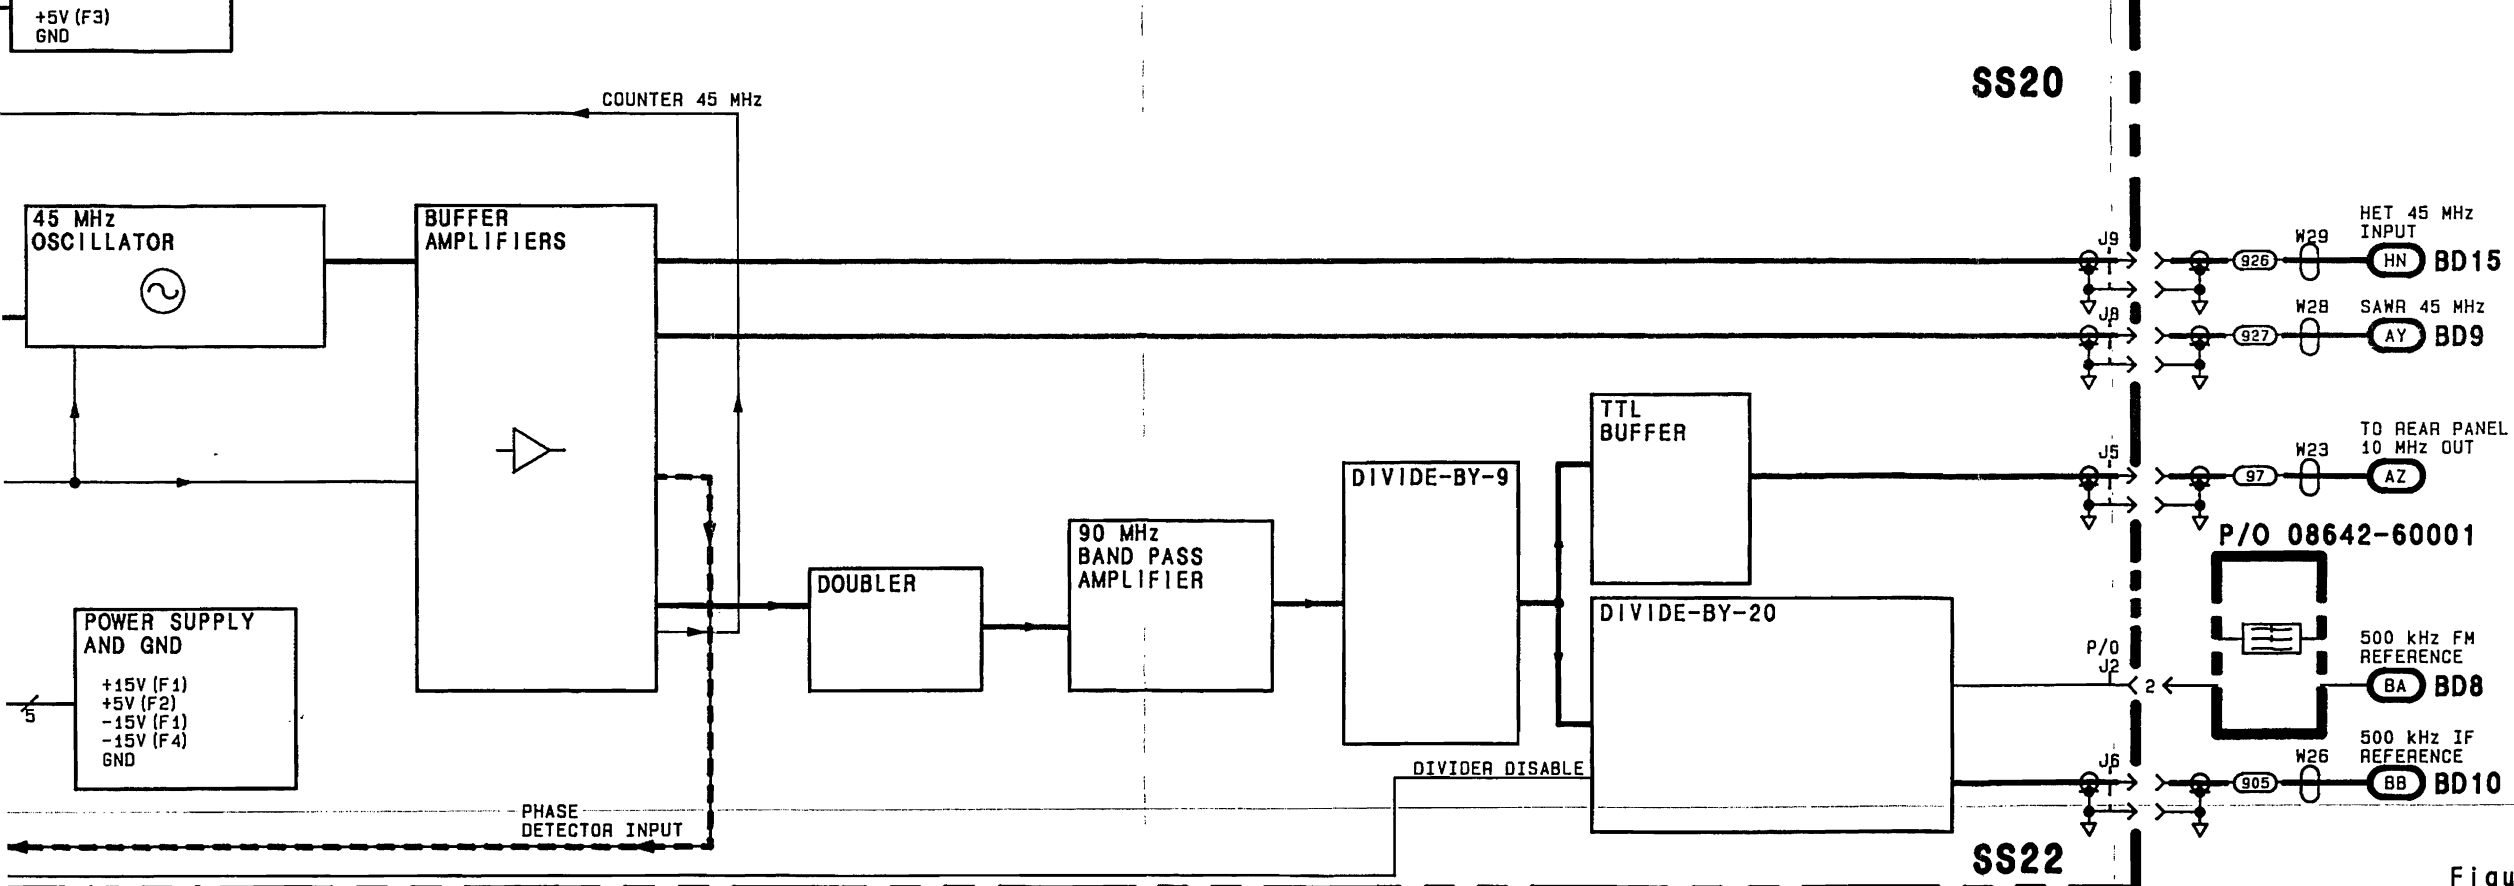 +5V (F3)
GND
SS20
COUNTER 45 MHz
45 MHz
OSCILLATOR
BUFFER
AMPLIFIERS
J9
W29
HET 45 MHz
INPUT
926
HN
BD15
J8
W28
SAWR 45 MHz
927
AY
BD9
TTL
BUFFER
J5
W23
TO REAR PANEL
10 MHz OUT
97
AZ
DIVIDE-BY-9
90 MHz
BAND PASS
AMPLIFIER
P/O 08642-60001
DOUBLER
DIVIDE-BY-20
POWER SUPPLY
AND GND
+15V (F1)
+5V (F2)
-15V (F1)
-15V (F4)
GND
5
P/O
J2
2
500 kHz FM
REFERENCE
BA
BD8
DIVIDER DISABLE
J6
W26
500 kHz IF
REFERENCE
905
BB
BD10
PHASE
DETECTOR INPUT
SS22
Figu